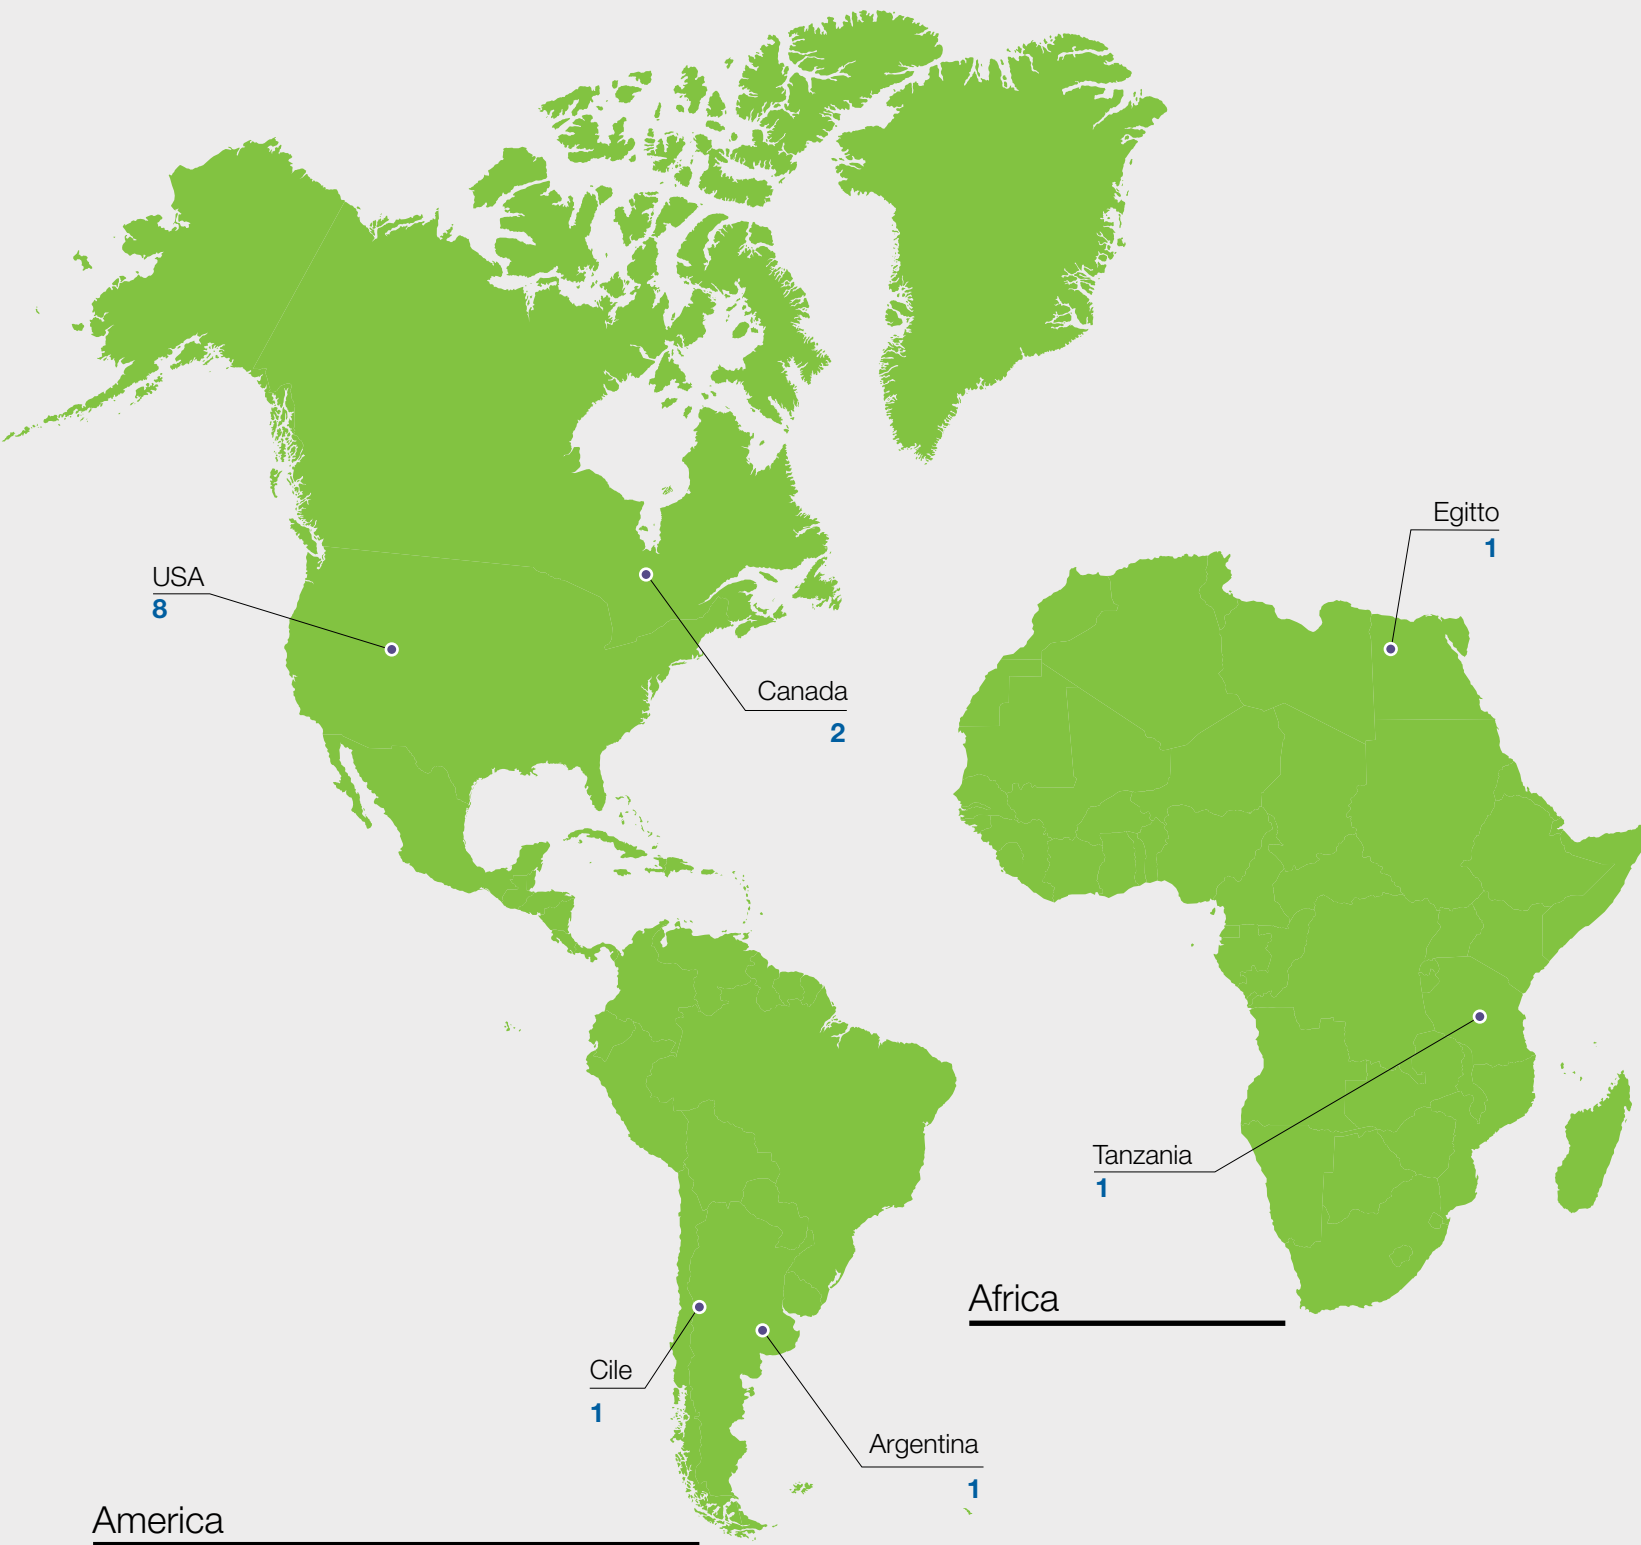 Egitto
1
USA
8
Canada
2
Tanzania
1
Africa
Cile
1
Argentina
1
America